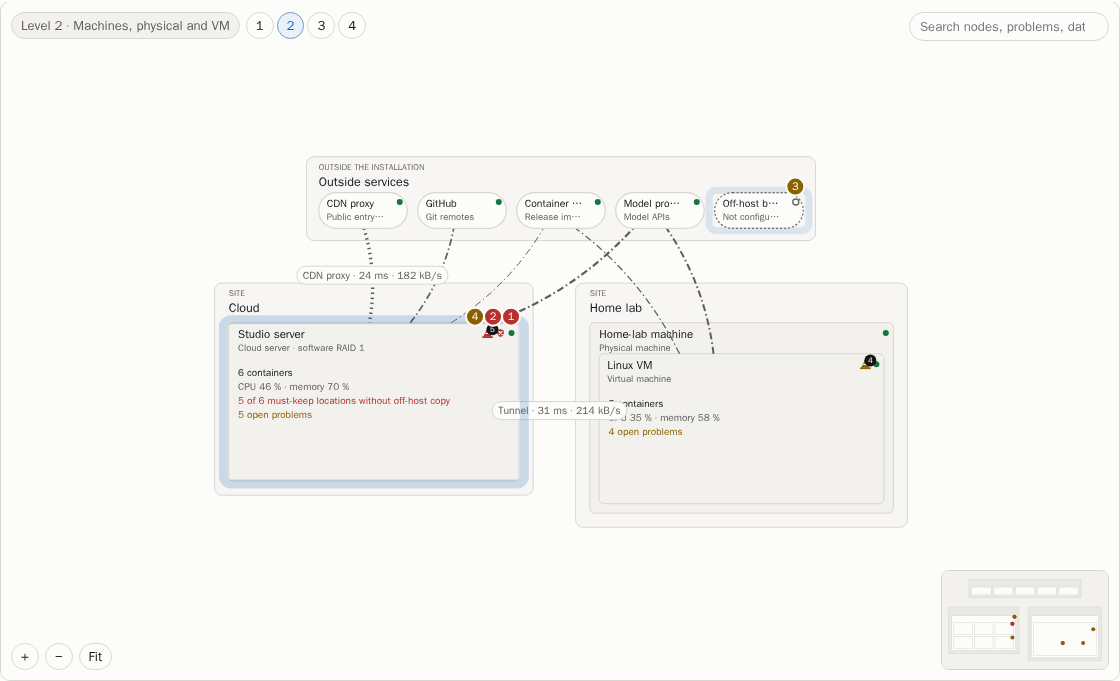 Level 2 · Machines, physical and VM
1
2
3
4
Search nodes, problems, dat
OUTSIDE THE INSTALLATION
Outside services
3
CDN proxy
Public entry···
GitHub
Git remotes
Container ···
Release im···
Model pro···
Model APIs
Off-host b···
Not configu···
CDN proxy · 24 ms · 182 kB/s
SITE
Cloud
4
2
1
5
Studio server
Cloud server · software RAID 1
6 containers
CPU 46 % · memory 70 %
5 of 6 must-keep locations without off-host copy
5 open problems
Tunnel · 31 ms · 214 kB/s
SITE
Home lab
Home-lab machine
Physical machine
Linux VM
Virtual machine
4
containers
35 % · memory 58 %
4 open problems
+
−
Fit